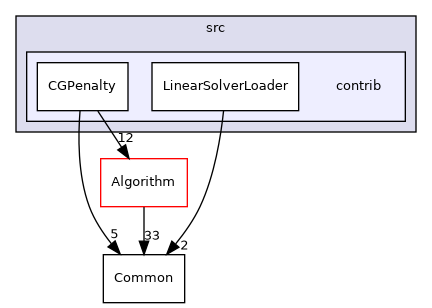 src
CGPenalty
LinearSolverLoader
contrib
12
Algorithm
5
33
2
Common